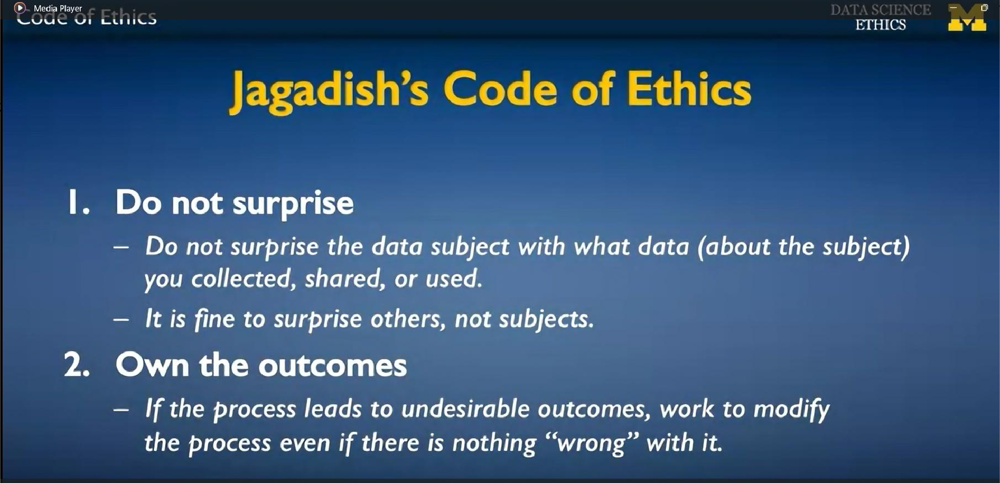 Media Player
Code of Ethics
DATA SCIENCE
ETHICS
M
Jagadish’s Code of Ethics
1. Do not surprise
– Do not surprise the data subject with what data (about the subject)
you collected, shared, or used.
– It is fine to surprise others, not subjects.
2. Own the outcomes
– If the process leads to undesirable outcomes, work to modify
the process even if there is nothing “wrong” with it.